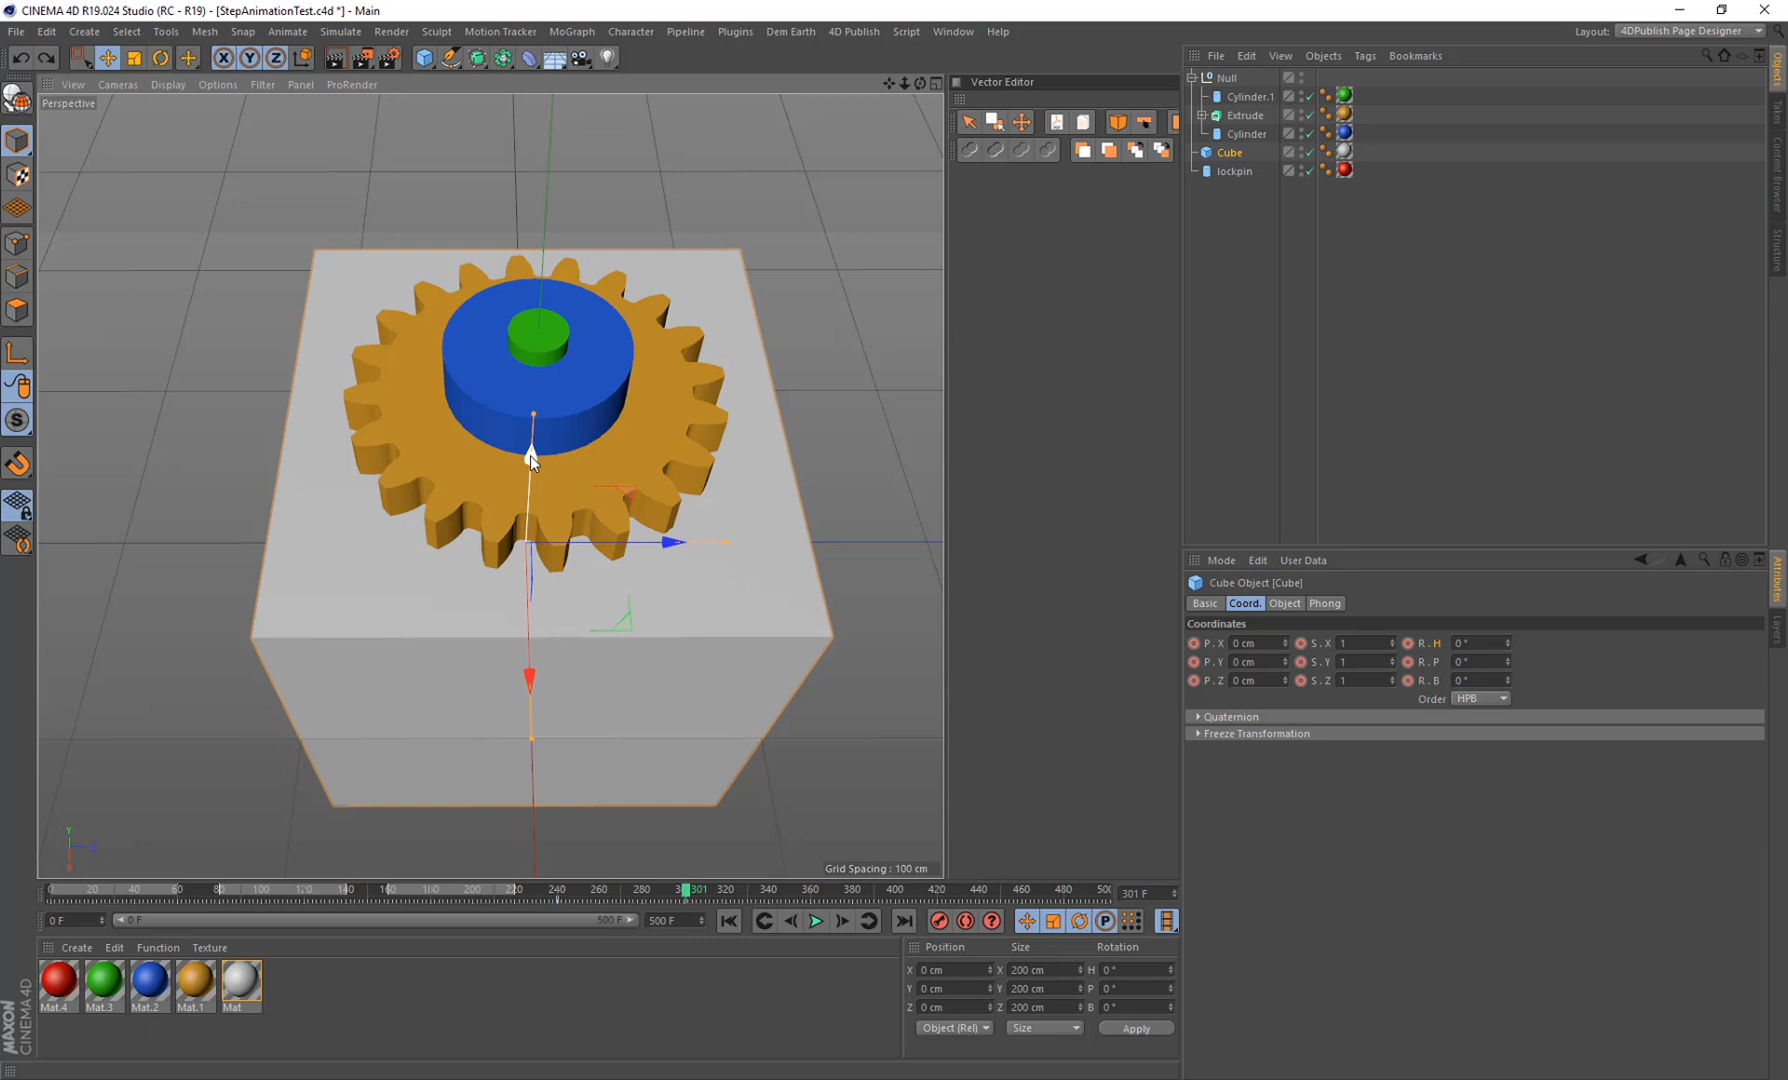 CINEMA 4D R19.024 Studio (RC - R19) - [StepAnimationTest.c4d *] - Main
File Edit Create Select Tools Mesh Snap Animate Simulate Render Sculpt Motion Tracker MoGraph Character Pipeline Plugins Dem Earth 4D Publish Script Window Help
Layout: 4DPublish Page Designer
View Cameras Display Options Filter Panel ProRender
Perspective
Vector Editor
File Edit View Objects Tags Bookmarks
Null
Cylinder.1
Extrude
Cylinder
Cube
lockpin
Objects
Takes
Content Browser
Structure
Y
Z
X
Grid Spacing : 100 cm
Mode Edit User Data
Cube Object [Cube]
Basic Coord. Object Phong
Coordinates
P . X 0 cm S . X 1 R . H 0 °
P . Y 0 cm S . Y 1 R . P 0 °
P . Z 0 cm S . Z 1 R . B 0 °
Order HPB
Quaternion
Freeze Transformation
Attributes
Layers
0 20 40 60 80 100 120 140 160 180 200 220 240 260 280 301 320 340 360 380 400 420 440 460 480 500 301 F
0 F 0 F 500 F 500 F
Create Edit Function Texture
Mat.4 Mat.3 Mat.2 Mat.1 Mat
Position Size Rotation
X 0 cm X 200 cm H 0 °
Y 0 cm Y 200 cm P 0 °
Z 0 cm Z 200 cm B 0 °
Object (Rel) Size Apply
MAXON
CINEMA 4D